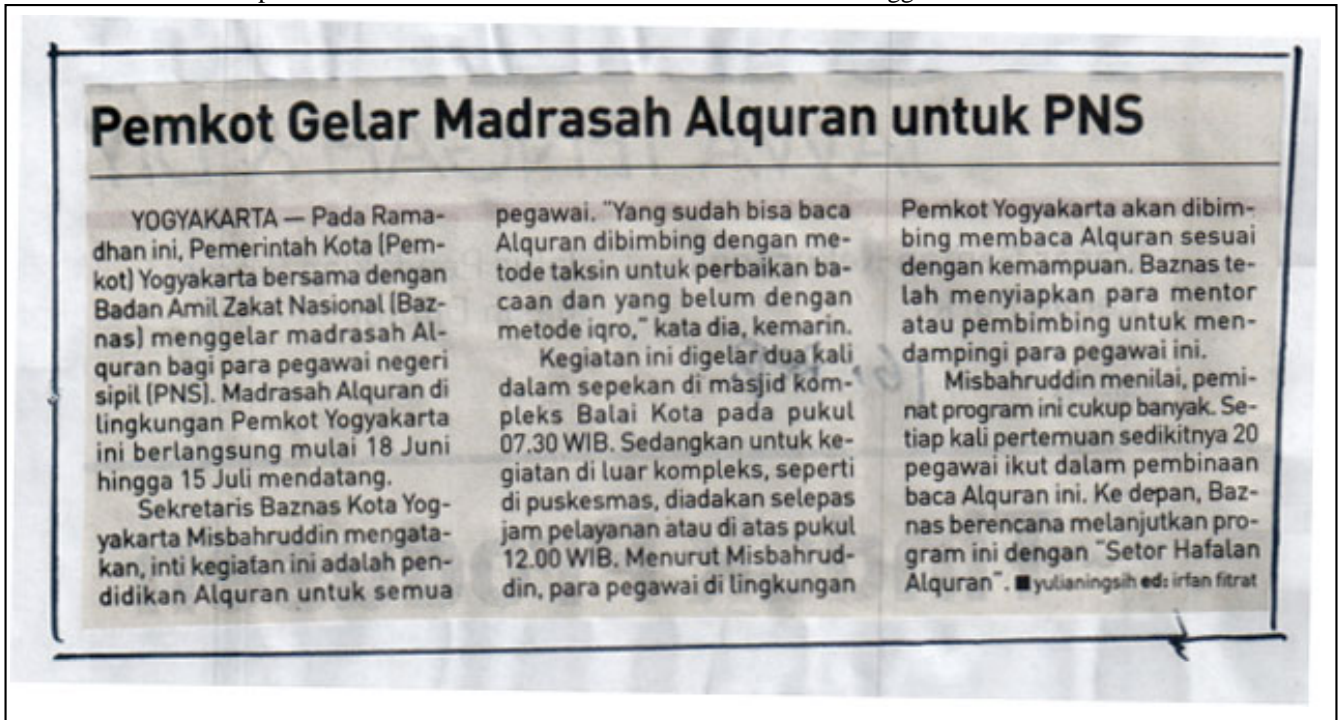 Pemkot Gelar Madrasah Alquran untuk PNS
YOGYAKARTA — Pada Rama-
dhan ini, Pemerintah Kota (Pem-
kot) Yogyakarta bersama dengan
Badan Amil Zakat Nasional (Baz-
nas) menggelar madrasah Al-
quran bagi para pegawai negeri
sipil (PNS). Madrasah Alquran di
lingkungan Pemkot Yogyakarta
ini berlangsung mulai 18 Juni
hingga 15 Juli mendatang.
Sekretaris Baznas Kota Yog-
yakarta Misbahruddin mengata-
kan, inti kegiatan ini adalah pen-
didikan Alquran untuk semua
pegawai. "Yang sudah bisa baca
Alquran dibimbing dengan me-
tode taksin untuk perbaikan ba-
caan dan yang belum dengan
metode iqro," kata dia, kemarin.
Kegiatan ini digelar dua kali
dalam sepekan di masjid kom-
pleks Balai Kota pada pukul
07.30 WIB. Sedangkan untuk ke-
giatan di luar kompleks, seperti
di puskesmas, diadakan selepas
jam pelayanan atau di atas pukul
12.00 WIB. Menurut Misbahrud-
din, para pegawai di lingkungan
Pemkot Yogyakarta akan dibim-
bing membaca Alquran sesuai
dengan kemampuan. Baznas te-
lah menyiapkan para mentor
atau pembimbing untuk men-
dampingi para pegawai ini.
Misbahruddin menilai, pemi-
nat program ini cukup banyak. Se-
tiap kali pertemuan sedikitnya 20
pegawai ikut dalam pembinaan
baca Alquran ini. Ke depan, Baz-
nas berencana melanjutkan pro-
gram ini dengan "Setor Hafalan
Alquran". ■ yulianingsih ed: irfan fitrat